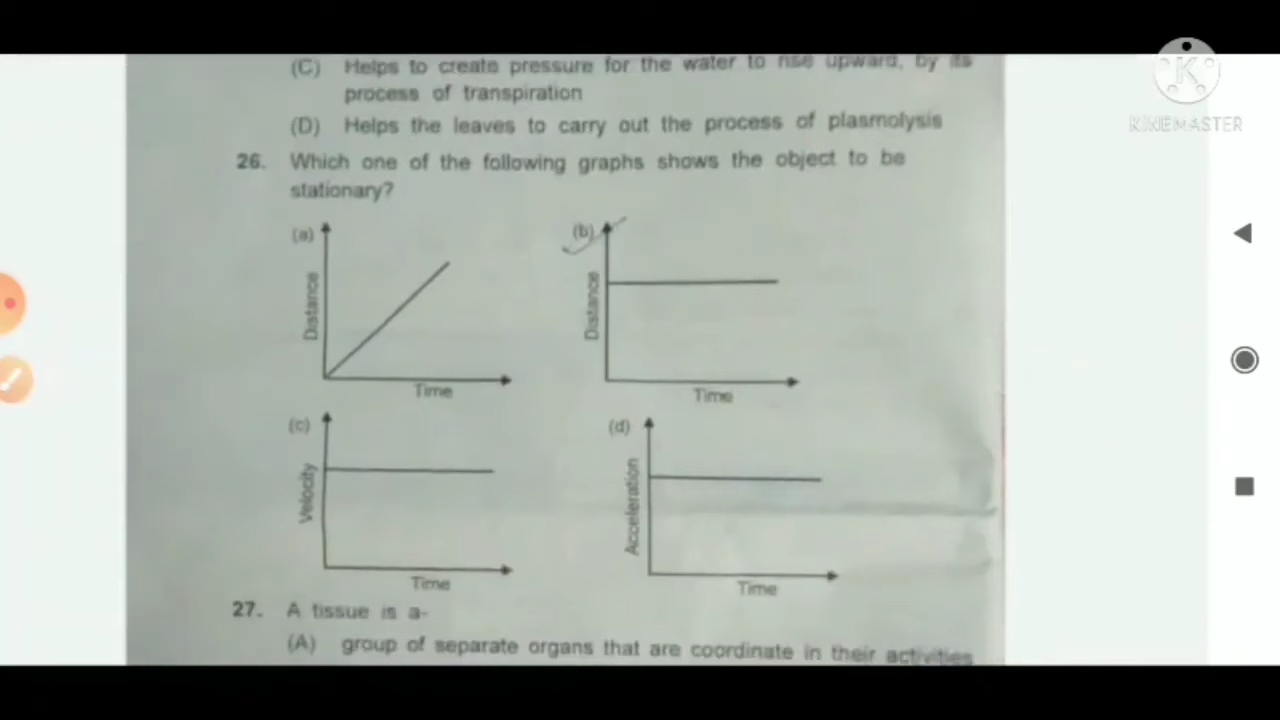 (C) Helps to create pressure for the water to rise upward, by its
process of transpiration
(D) Helps the leaves to carry out the process of plasmolysis
26. Which one of the following graphs shows the object to be
stationary?
(a)
Distance
Time
(b)
Distance
Time
(c)
Velocity
Time
(d)
Acceleration
Time
27. A tissue is a-
(A) group of separate organs that are coordinate in their activities
KINEMASTER